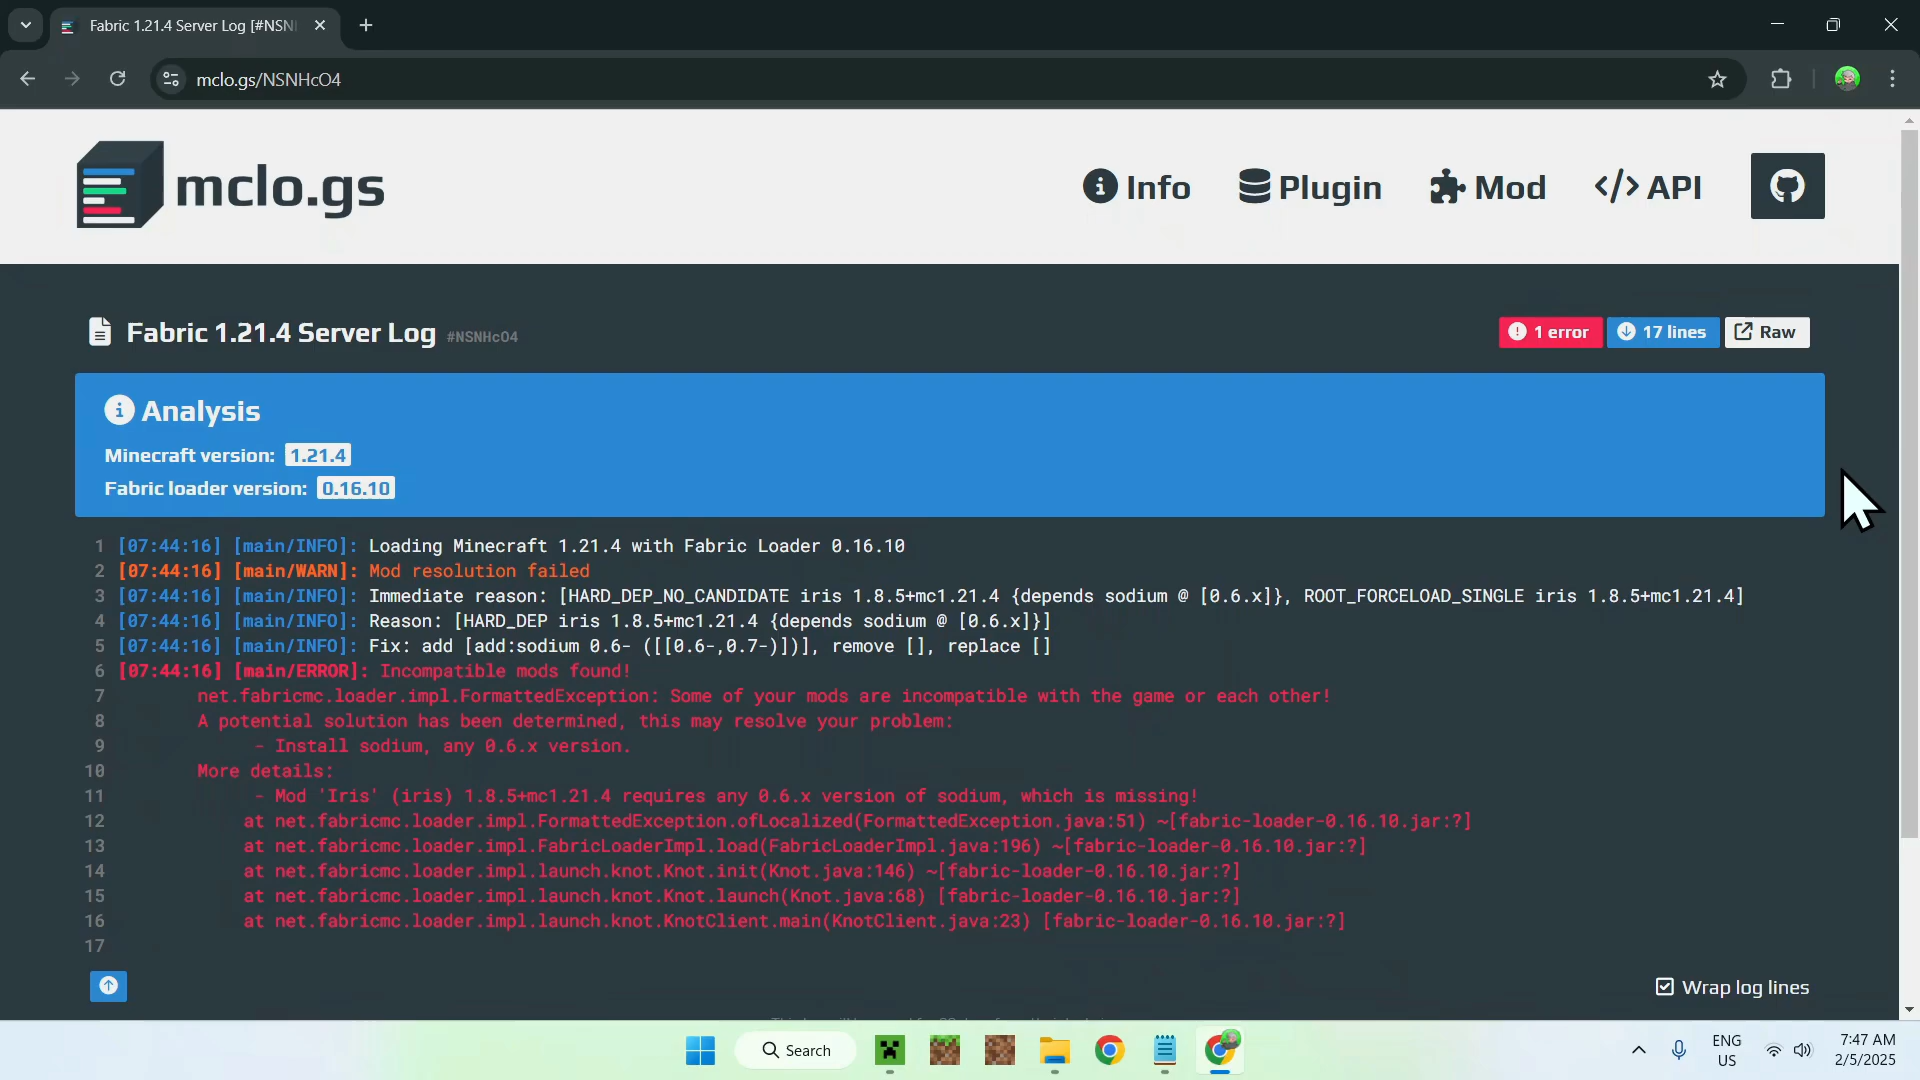 Fabric 1.21.4 Server Log [#NSNH
mclo.gs/NSNHcO4
mclo.gs
Info
Plugin
Mod
</> API
Fabric 1.21.4 Server Log #NSNHcO4
1 error
17 lines
Raw
Analysis
Minecraft version: 1.21.4
Fabric loader version: 0.16.10
1 [07:44:16] [main/INFO]: Loading Minecraft 1.21.4 with Fabric Loader 0.16.10
2 [07:44:16] [main/WARN]: Mod resolution failed
3 [07:44:16] [main/INFO]: Immediate reason: [HARD_DEP_NO_CANDIDATE iris 1.8.5+mc1.21.4 {depends sodium @ [0.6.x]}, ROOT_FORCELOAD_SINGLE iris 1.8.5+mc1.21.4]
4 [07:44:16] [main/INFO]: Reason: [HARD_DEP iris 1.8.5+mc1.21.4 {depends sodium @ [0.6.x]}]
5 [07:44:16] [main/INFO]: Fix: add [add:sodium 0.6- ([[0.6-,0.7-)])], remove [], replace []
6 [07:44:16] [main/ERROR]: Incompatible mods found!
7 net.fabricmc.loader.impl.FormattedException: Some of your mods are incompatible with the game or each other!
8 A potential solution has been determined, this may resolve your problem:
9 - Install sodium, any 0.6.x version.
10 More details:
11 - Mod 'Iris' (iris) 1.8.5+mc1.21.4 requires any 0.6.x version of sodium, which is missing!
12 at net.fabricmc.loader.impl.FormattedException.ofLocalized(FormattedException.java:51) ~[fabric-loader-0.16.10.jar:?]
13 at net.fabricmc.loader.impl.FabricLoaderImpl.load(FabricLoaderImpl.java:196) ~[fabric-loader-0.16.10.jar:?]
14 at net.fabricmc.loader.impl.launch.knot.Knot.init(Knot.java:146) ~[fabric-loader-0.16.10.jar:?]
15 at net.fabricmc.loader.impl.launch.knot.Knot.launch(Knot.java:68) [fabric-loader-0.16.10.jar:?]
16 at net.fabricmc.loader.impl.launch.knot.KnotClient.main(KnotClient.java:23) [fabric-loader-0.16.10.jar:?]
17
Wrap log lines
Search
ENG
US
7:47 AM
2/5/2025